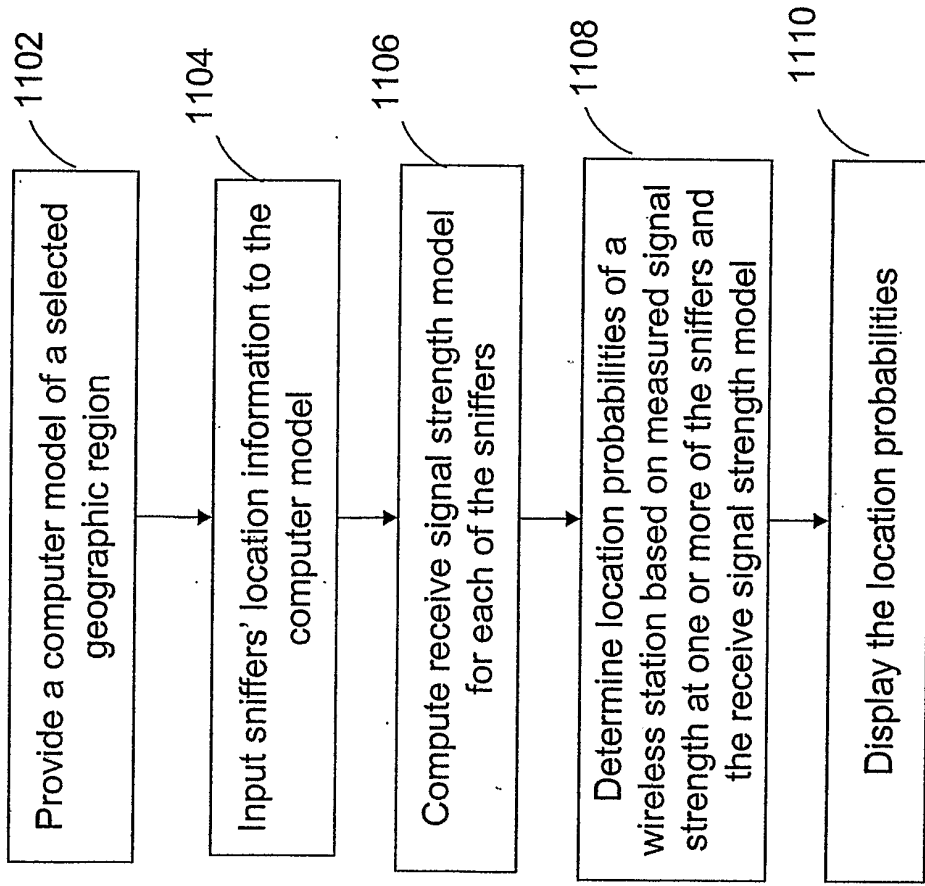 1102
Provide a computer model of a selected
geographic region
1104
Input sniffers' location information to the
computer model
1106
Compute receive signal strength model
for each of the sniffers
1108
Determine location probabilities of a
wireless station based on measured signal
strength at one or more of the sniffers and
the receive signal strength model
1110
Display the location probabilities